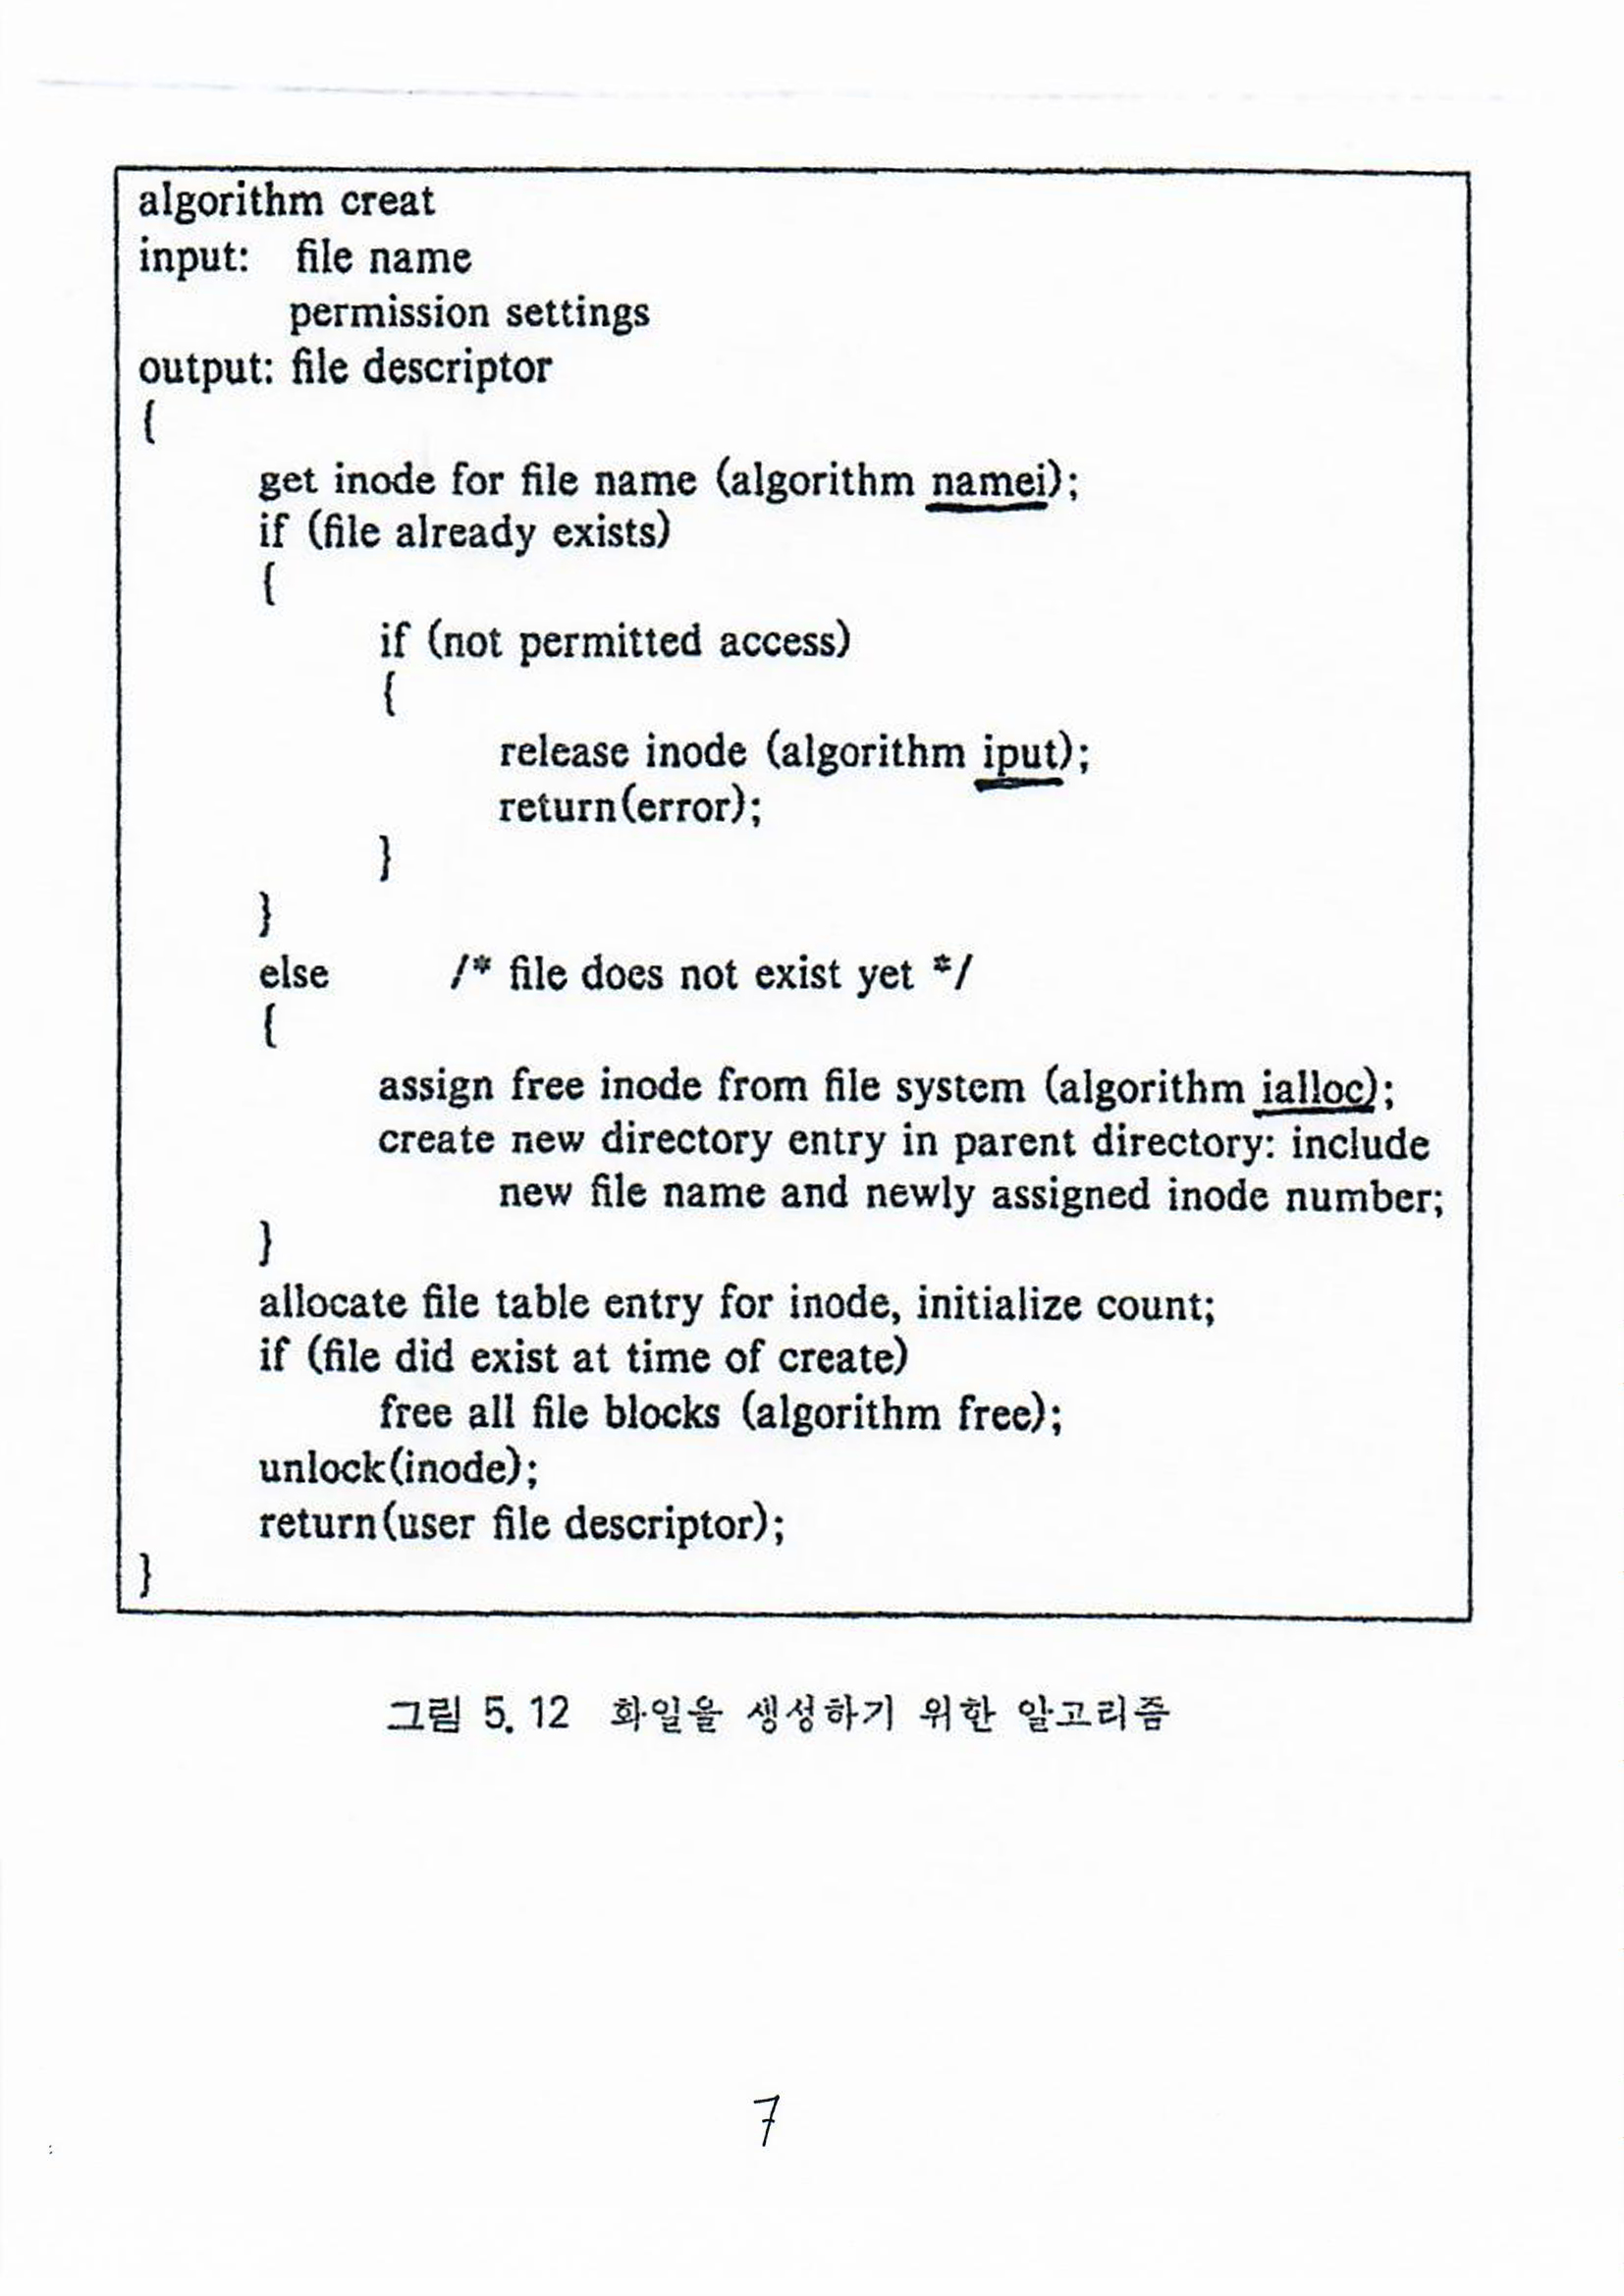 algorithm creat
input: file name
permission settings
output: file descriptor
{
get inode for file name (algorithm namei);
if (file already exists)
{
if (not permitted access)
{
release inode (algorithm iput);
return(error);
}
}
else /* file does not exist yet */
{
assign free inode from file system (algorithm ialloc);
create new directory entry in parent directory: include
new file name and newly assigned inode number;
}
allocate file table entry for inode, initialize count;
if (file did exist at time of create)
free all file blocks (algorithm free);
unlock(inode);
return(user file descriptor);
}
그림 5.12 화일을 생성하기 위한 알고리즘
7